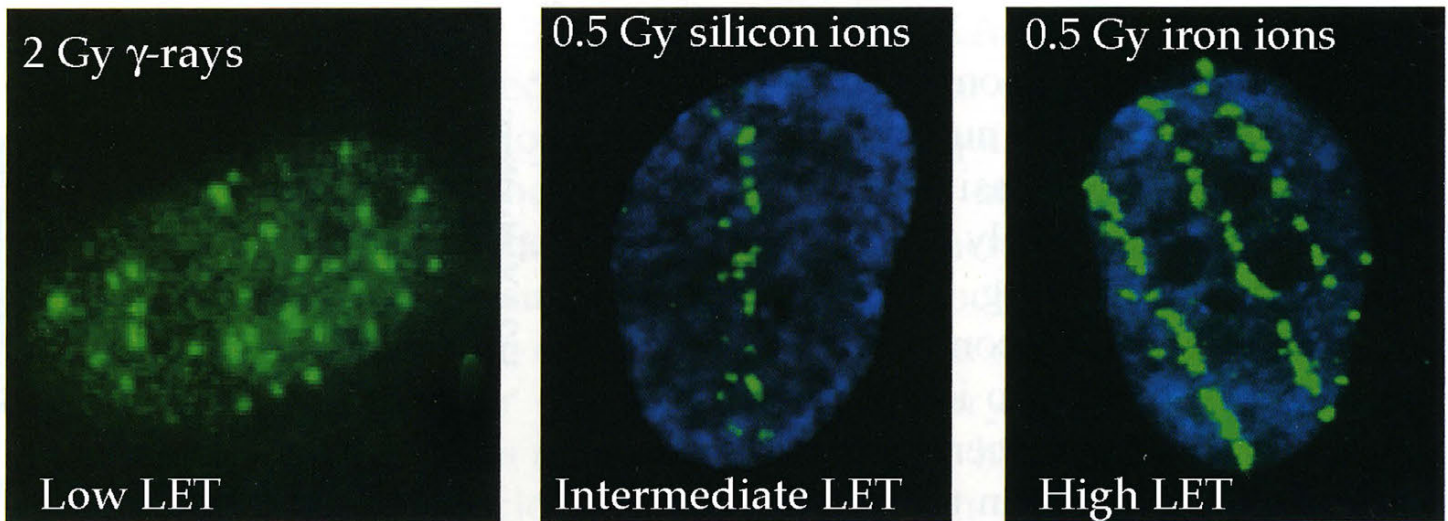 2 Gy γ-rays
Low LET
0.5 Gy silicon ions
Intermediate LET
0.5 Gy iron ions
High LET